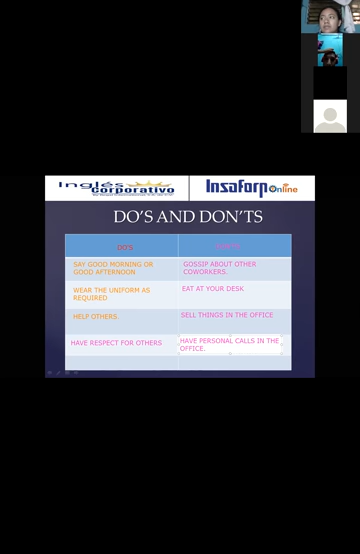 Inglés
Corporativo
Insaforp
Online
DO'S AND DON'TS
DO'S
SAY GOOD MORNING OR
GOOD AFTERNOON
GOSSIP ABOUT OTHER
COWORKERS.
WEAR THE UNIFORM AS
REQUIRED
EAT AT YOUR DESK
HELP OTHERS.
SELL THINGS IN THE OFFICE
HAVE RESPECT FOR OTHERS
HAVE PERSONAL CALLS IN THE
OFFICE.